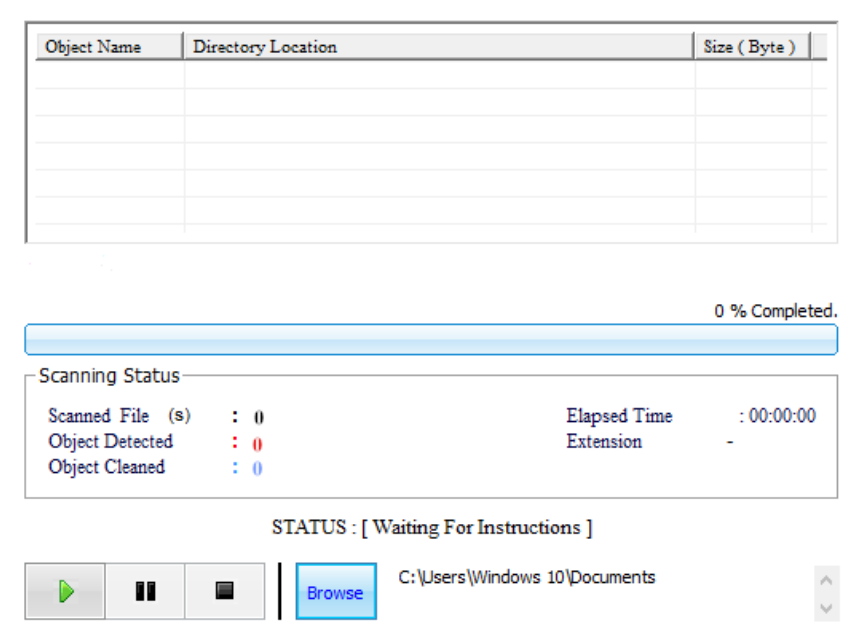 Object Name Directory Location Size ( Byte )
0 % Completed.
Scanning Status
Scanned File (s) : 0 Elapsed Time : 00:00:00
Object Detected : 0 Extension -
Object Cleaned : 0
STATUS : [ Waiting For Instructions ]
Browse C:\Users\Windows 10\Documents